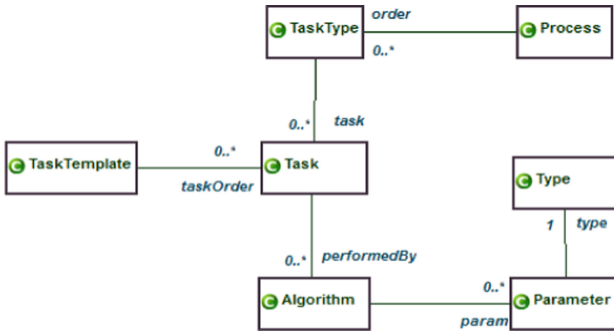 order
TaskType
Process
0..*
0..*
task
0..*
TaskTemplate
Task
taskOrder
Type
1
type
0..*
performedBy
0..*
Algorithm
Parameter
param